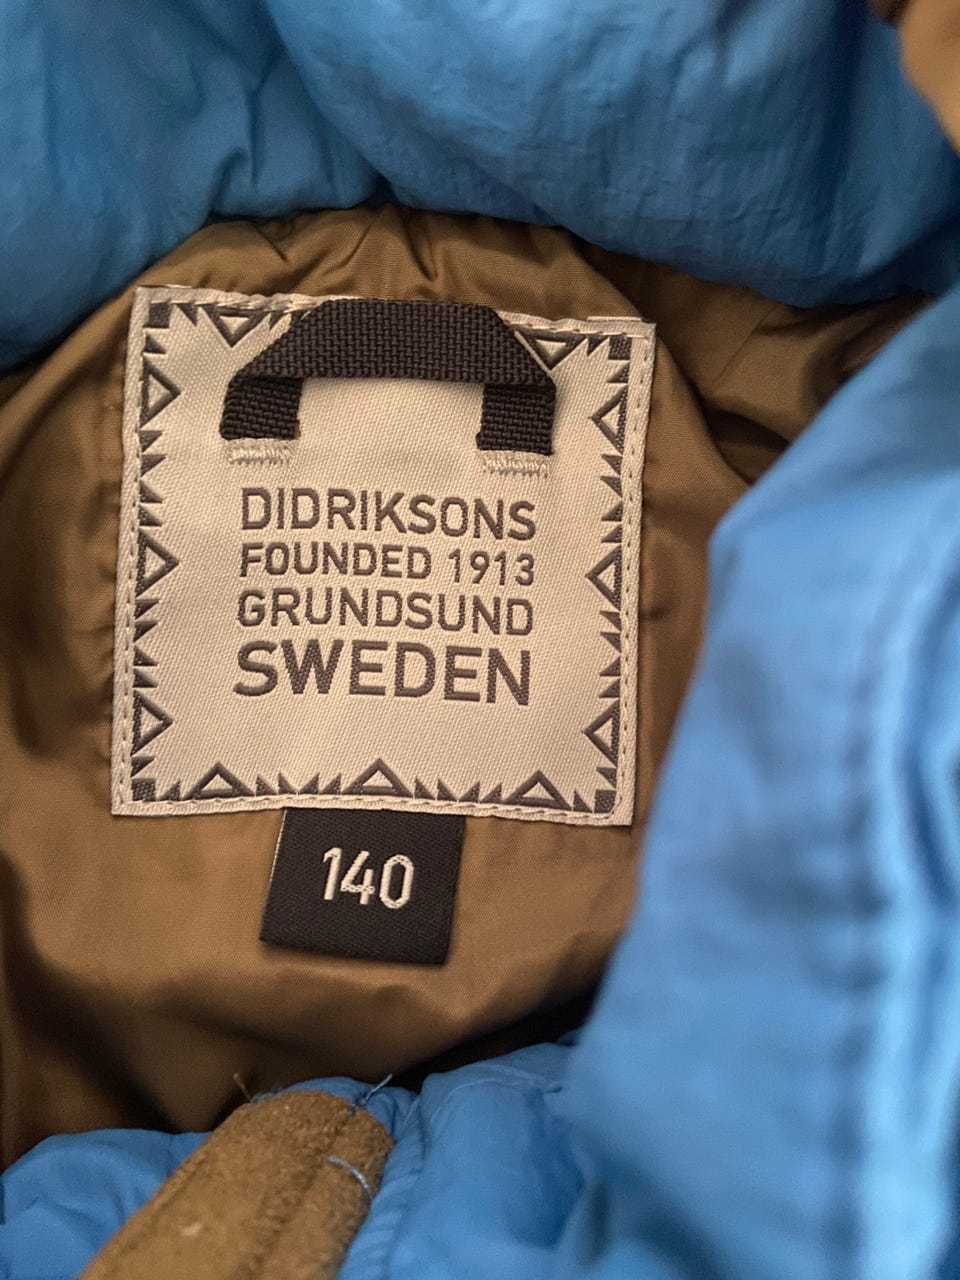 DIDRIKSONS
FOUNDED 1913
GRUNDSUND
SWEDEN
140